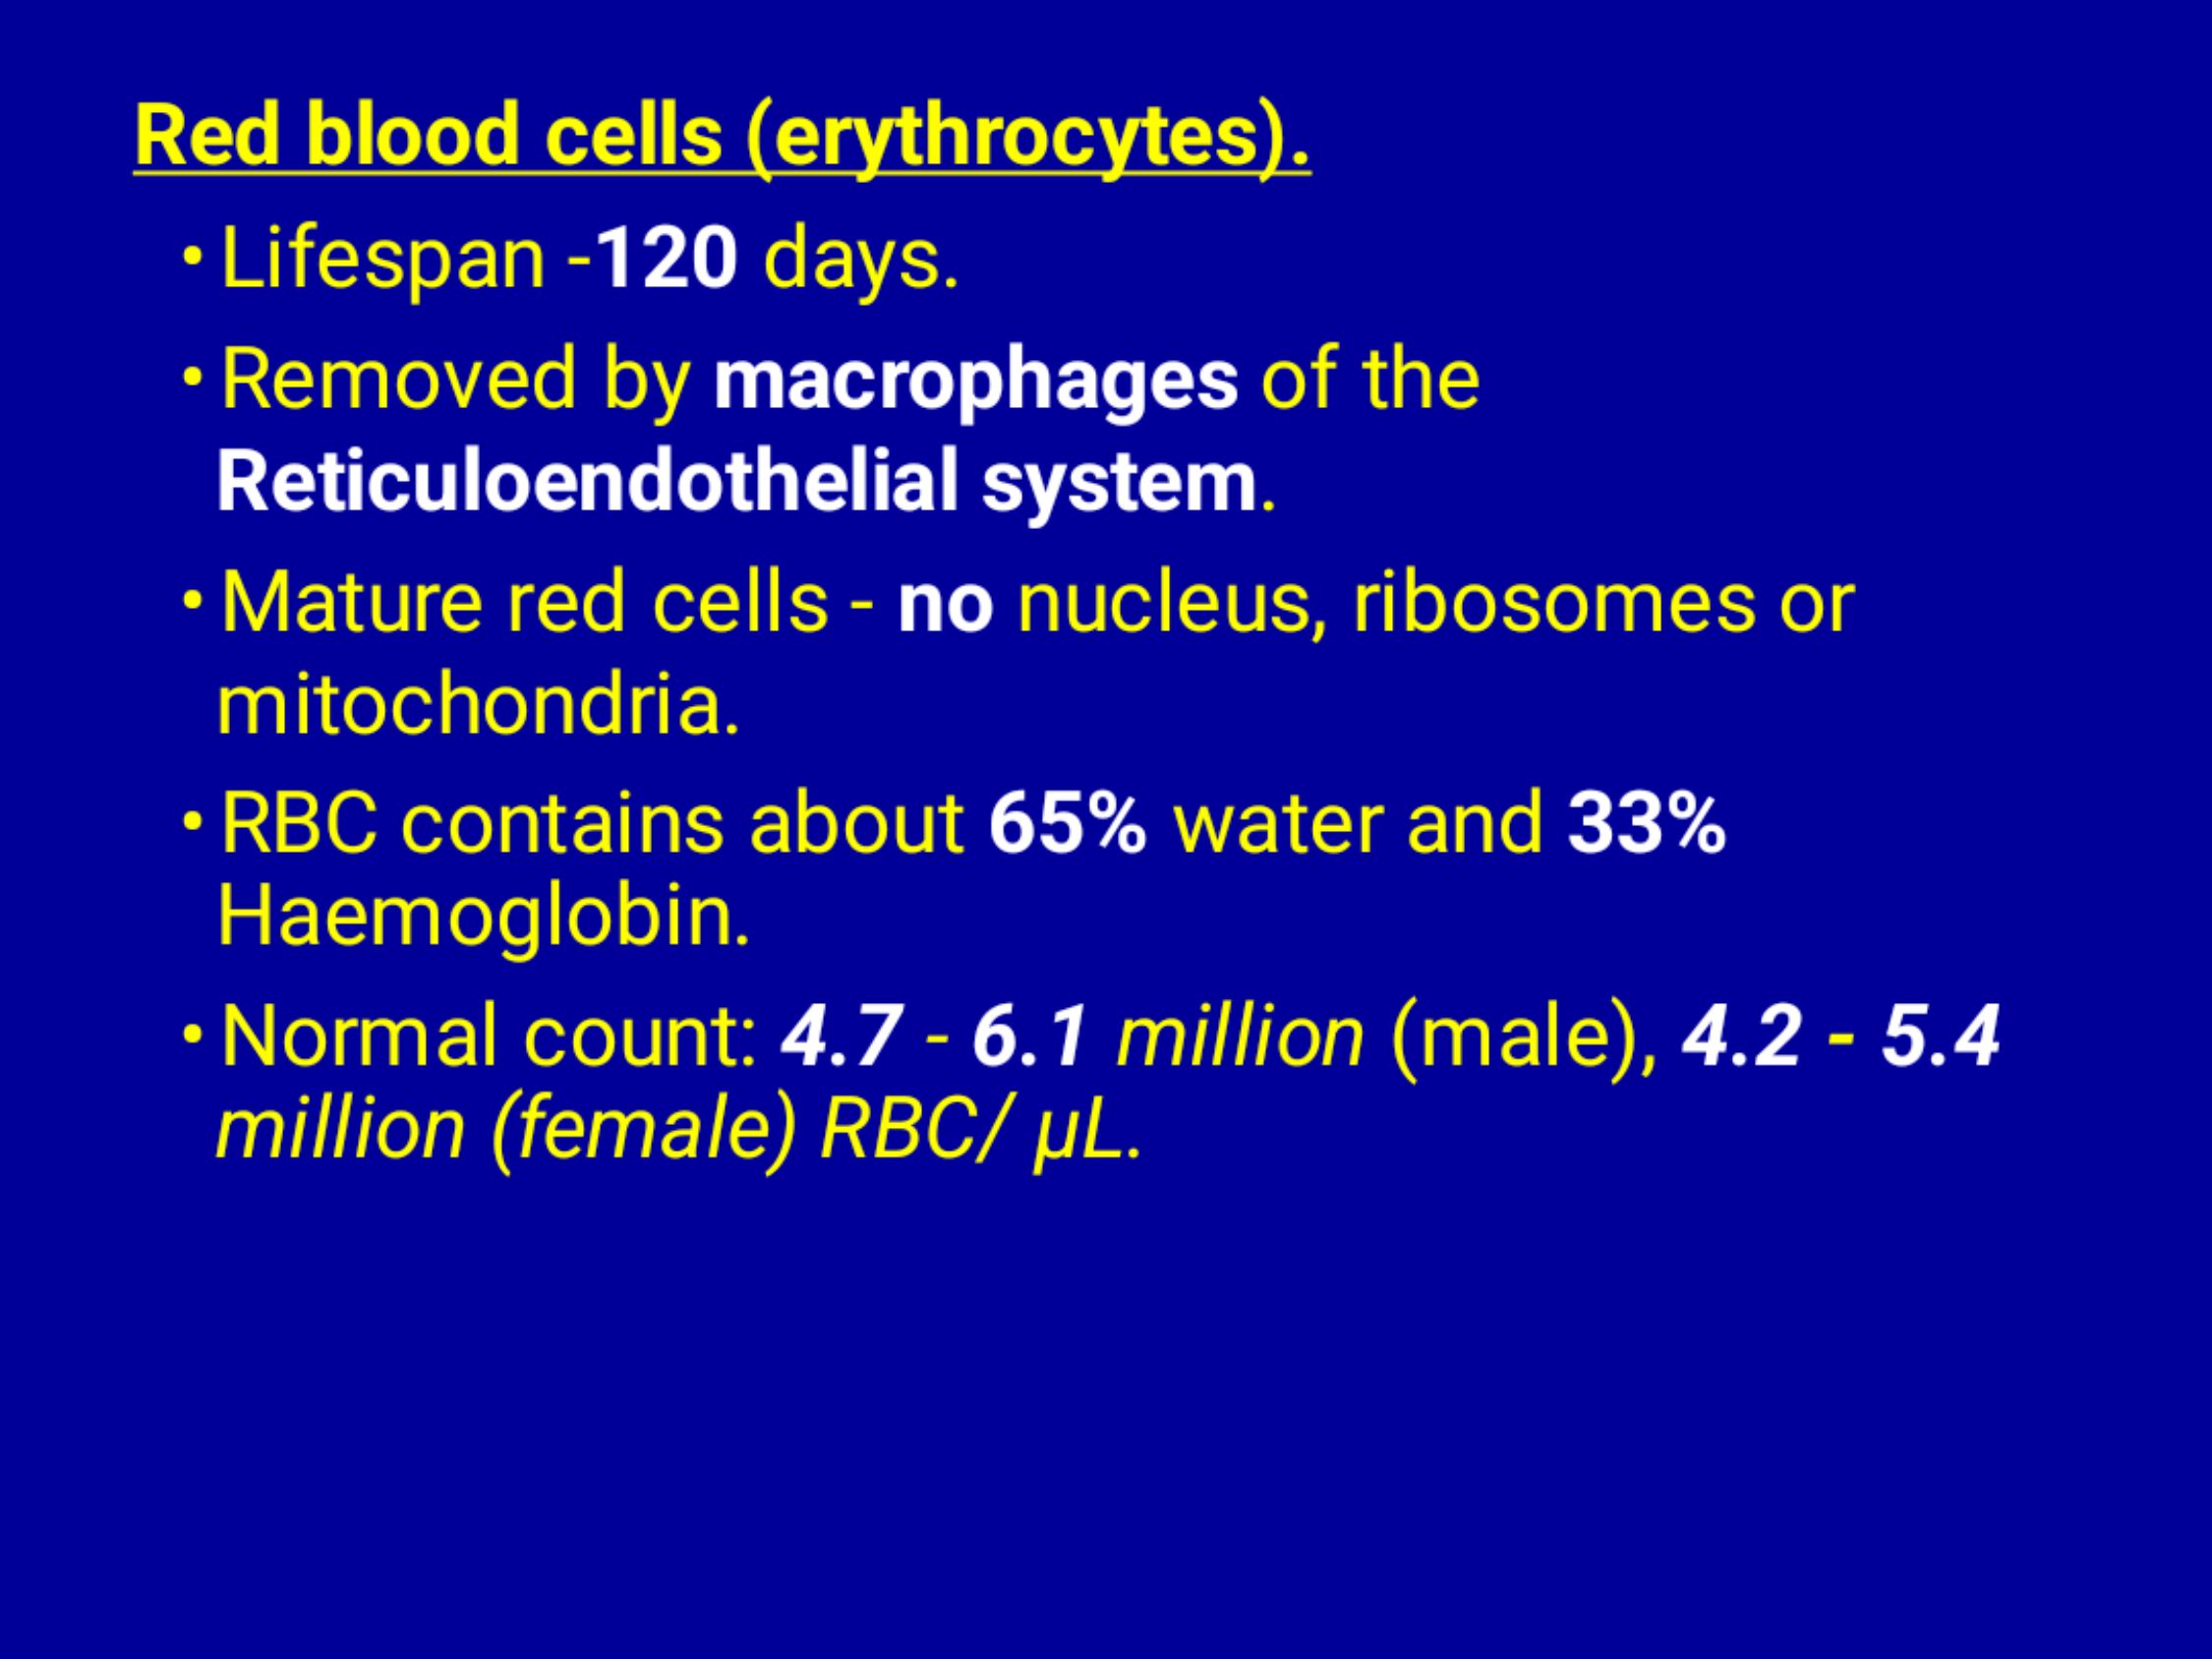 Red blood cells (erythrocytes).
• Lifespan -120 days.
• Removed by macrophages of the
Reticuloendothelial system.
• Mature red cells - no nucleus, ribosomes or
mitochondria.
• RBC contains about 65% water and 33%
Haemoglobin.
• Normal count: 4.7 - 6.1 million (male), 4.2 - 5.4
million (female) RBC/ µL.